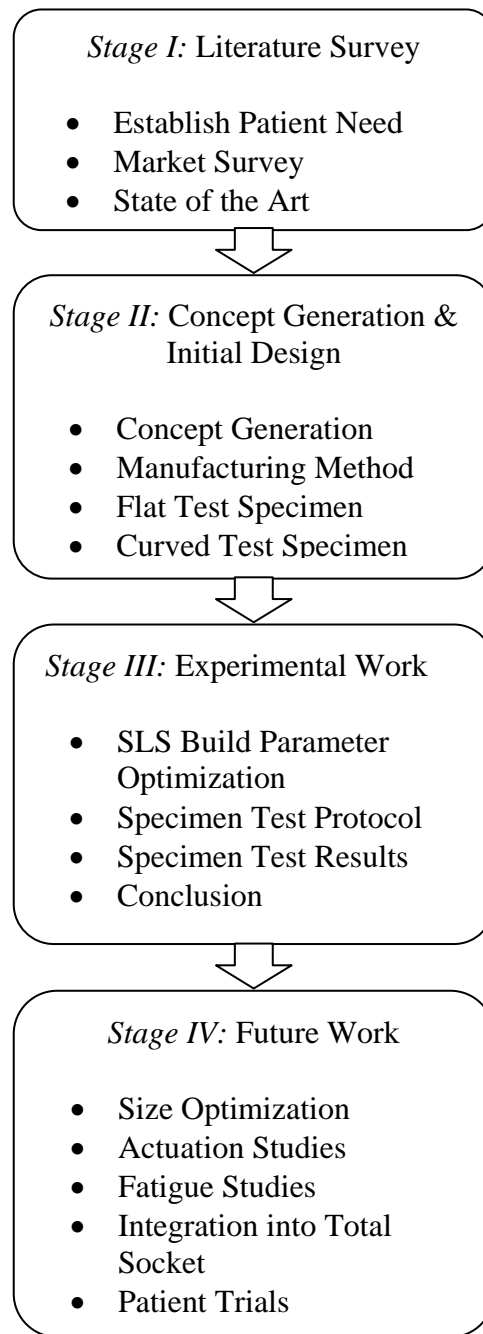 Stage I: Literature Survey
• Establish Patient Need
• Market Survey
• State of the Art
Stage II: Concept Generation &
Initial Design
• Concept Generation
• Manufacturing Method
• Flat Test Specimen
• Curved Test Specimen
Stage III: Experimental Work
• SLS Build Parameter
Optimization
• Specimen Test Protocol
• Specimen Test Results
• Conclusion
Stage IV: Future Work
• Size Optimization
• Actuation Studies
• Fatigue Studies
• Integration into Total
Socket
• Patient Trials